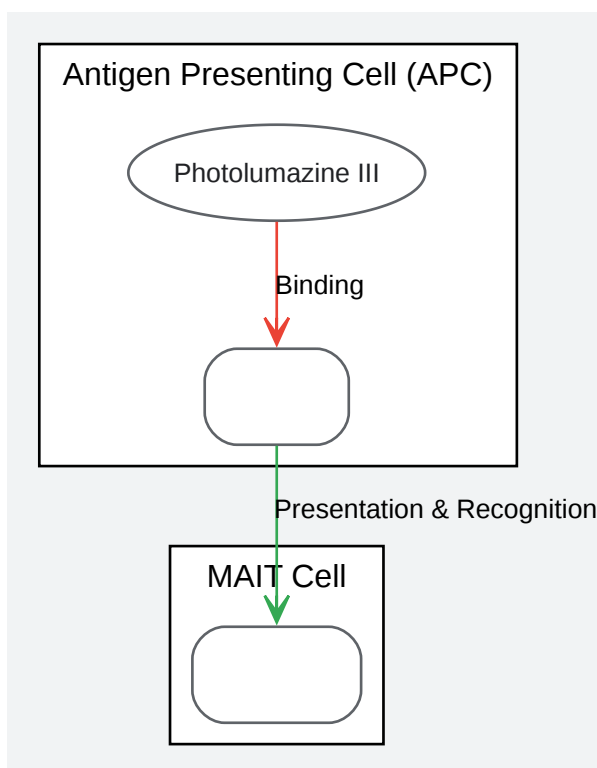 Antigen Presenting Cell (APC)
Photolumazine III
Binding
Presentation & Recognition
MAIT Cell